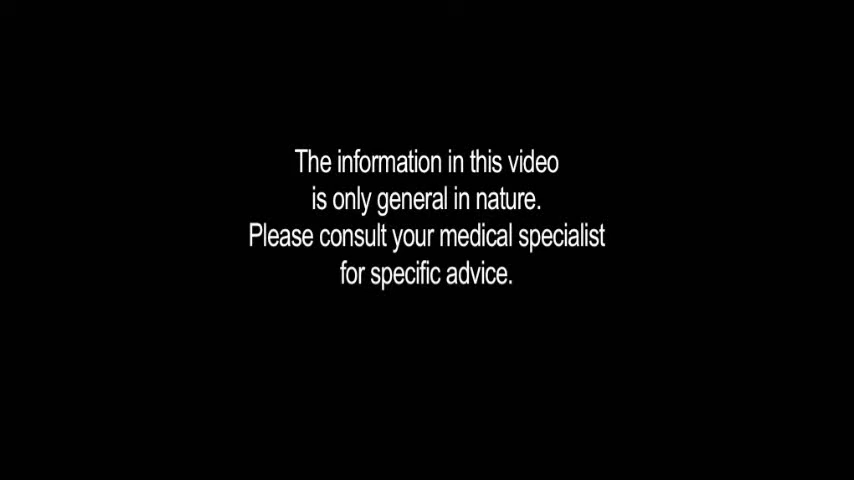 The information in this video
is only general in nature.
Please consult your medical specialist
for specific advice.